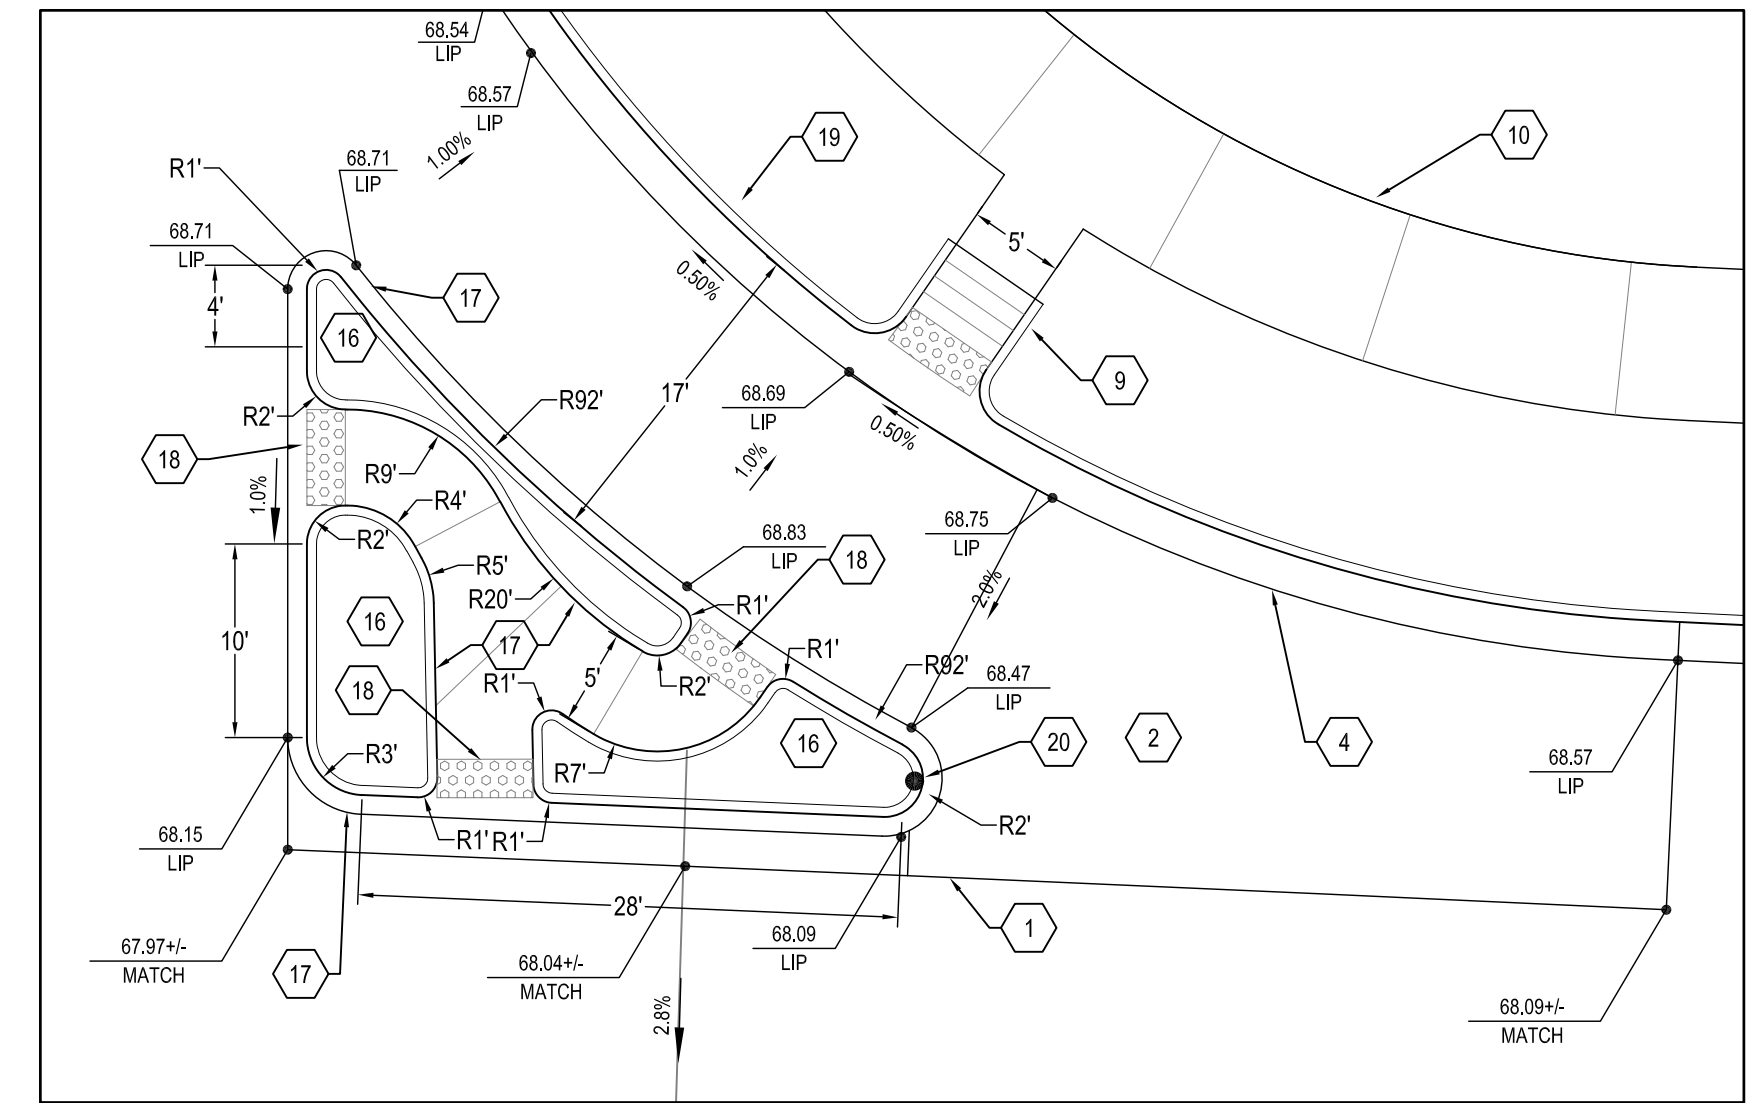 68.54
LIP
68.57
LIP
1.00%
19
10
R1'
68.71
LIP
68.71
LIP
5'
4'
17
0.50%
16
17'
68.69
LIP
9
R2'
R92'
0.50%
18
R9'
1.0%
1.0%
R4'
68.75
LIP
R2'
68.83
LIP
18
R5'
R20'
2.0%
R1'
16
10'
17
5'
R1'
R92'
68.47
LIP
R1'
R2'
18
16
20
2
4
R3'
R7'
68.57
LIP
R2'
68.15
LIP
R1'
R1'
28'
1
67.97+/-
MATCH
17
68.04+/-
MATCH
68.09
LIP
2.8%
68.09+/-
MATCH